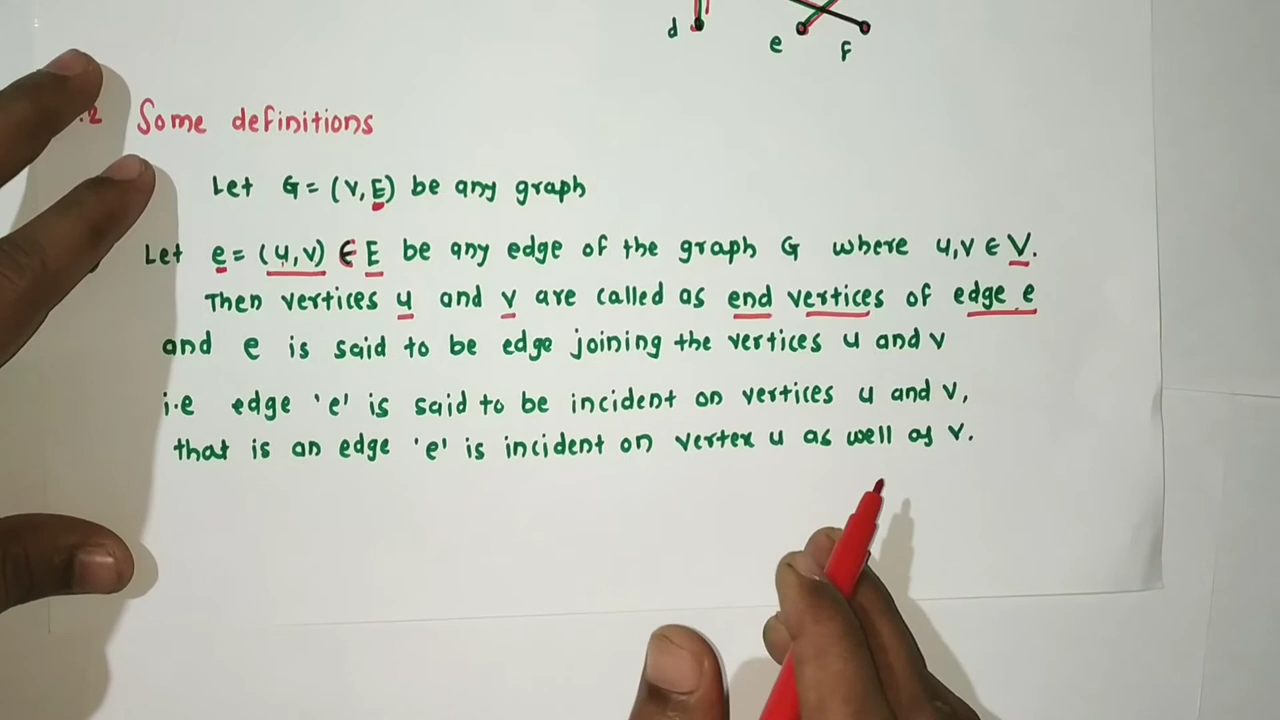 d
e
f
.2 Some definitions
Let G = (V, E) be any graph
Let e = (u, v) ∈ E be any edge of the graph G where u, v ∈ V.
Then vertices u and v are called as end vertices of edge e
and e is said to be edge joining the vertices u and v
i.e edge 'e' is said to be incident on vertices u and v,
that is an edge 'e' is incident on vertex u as well as v.